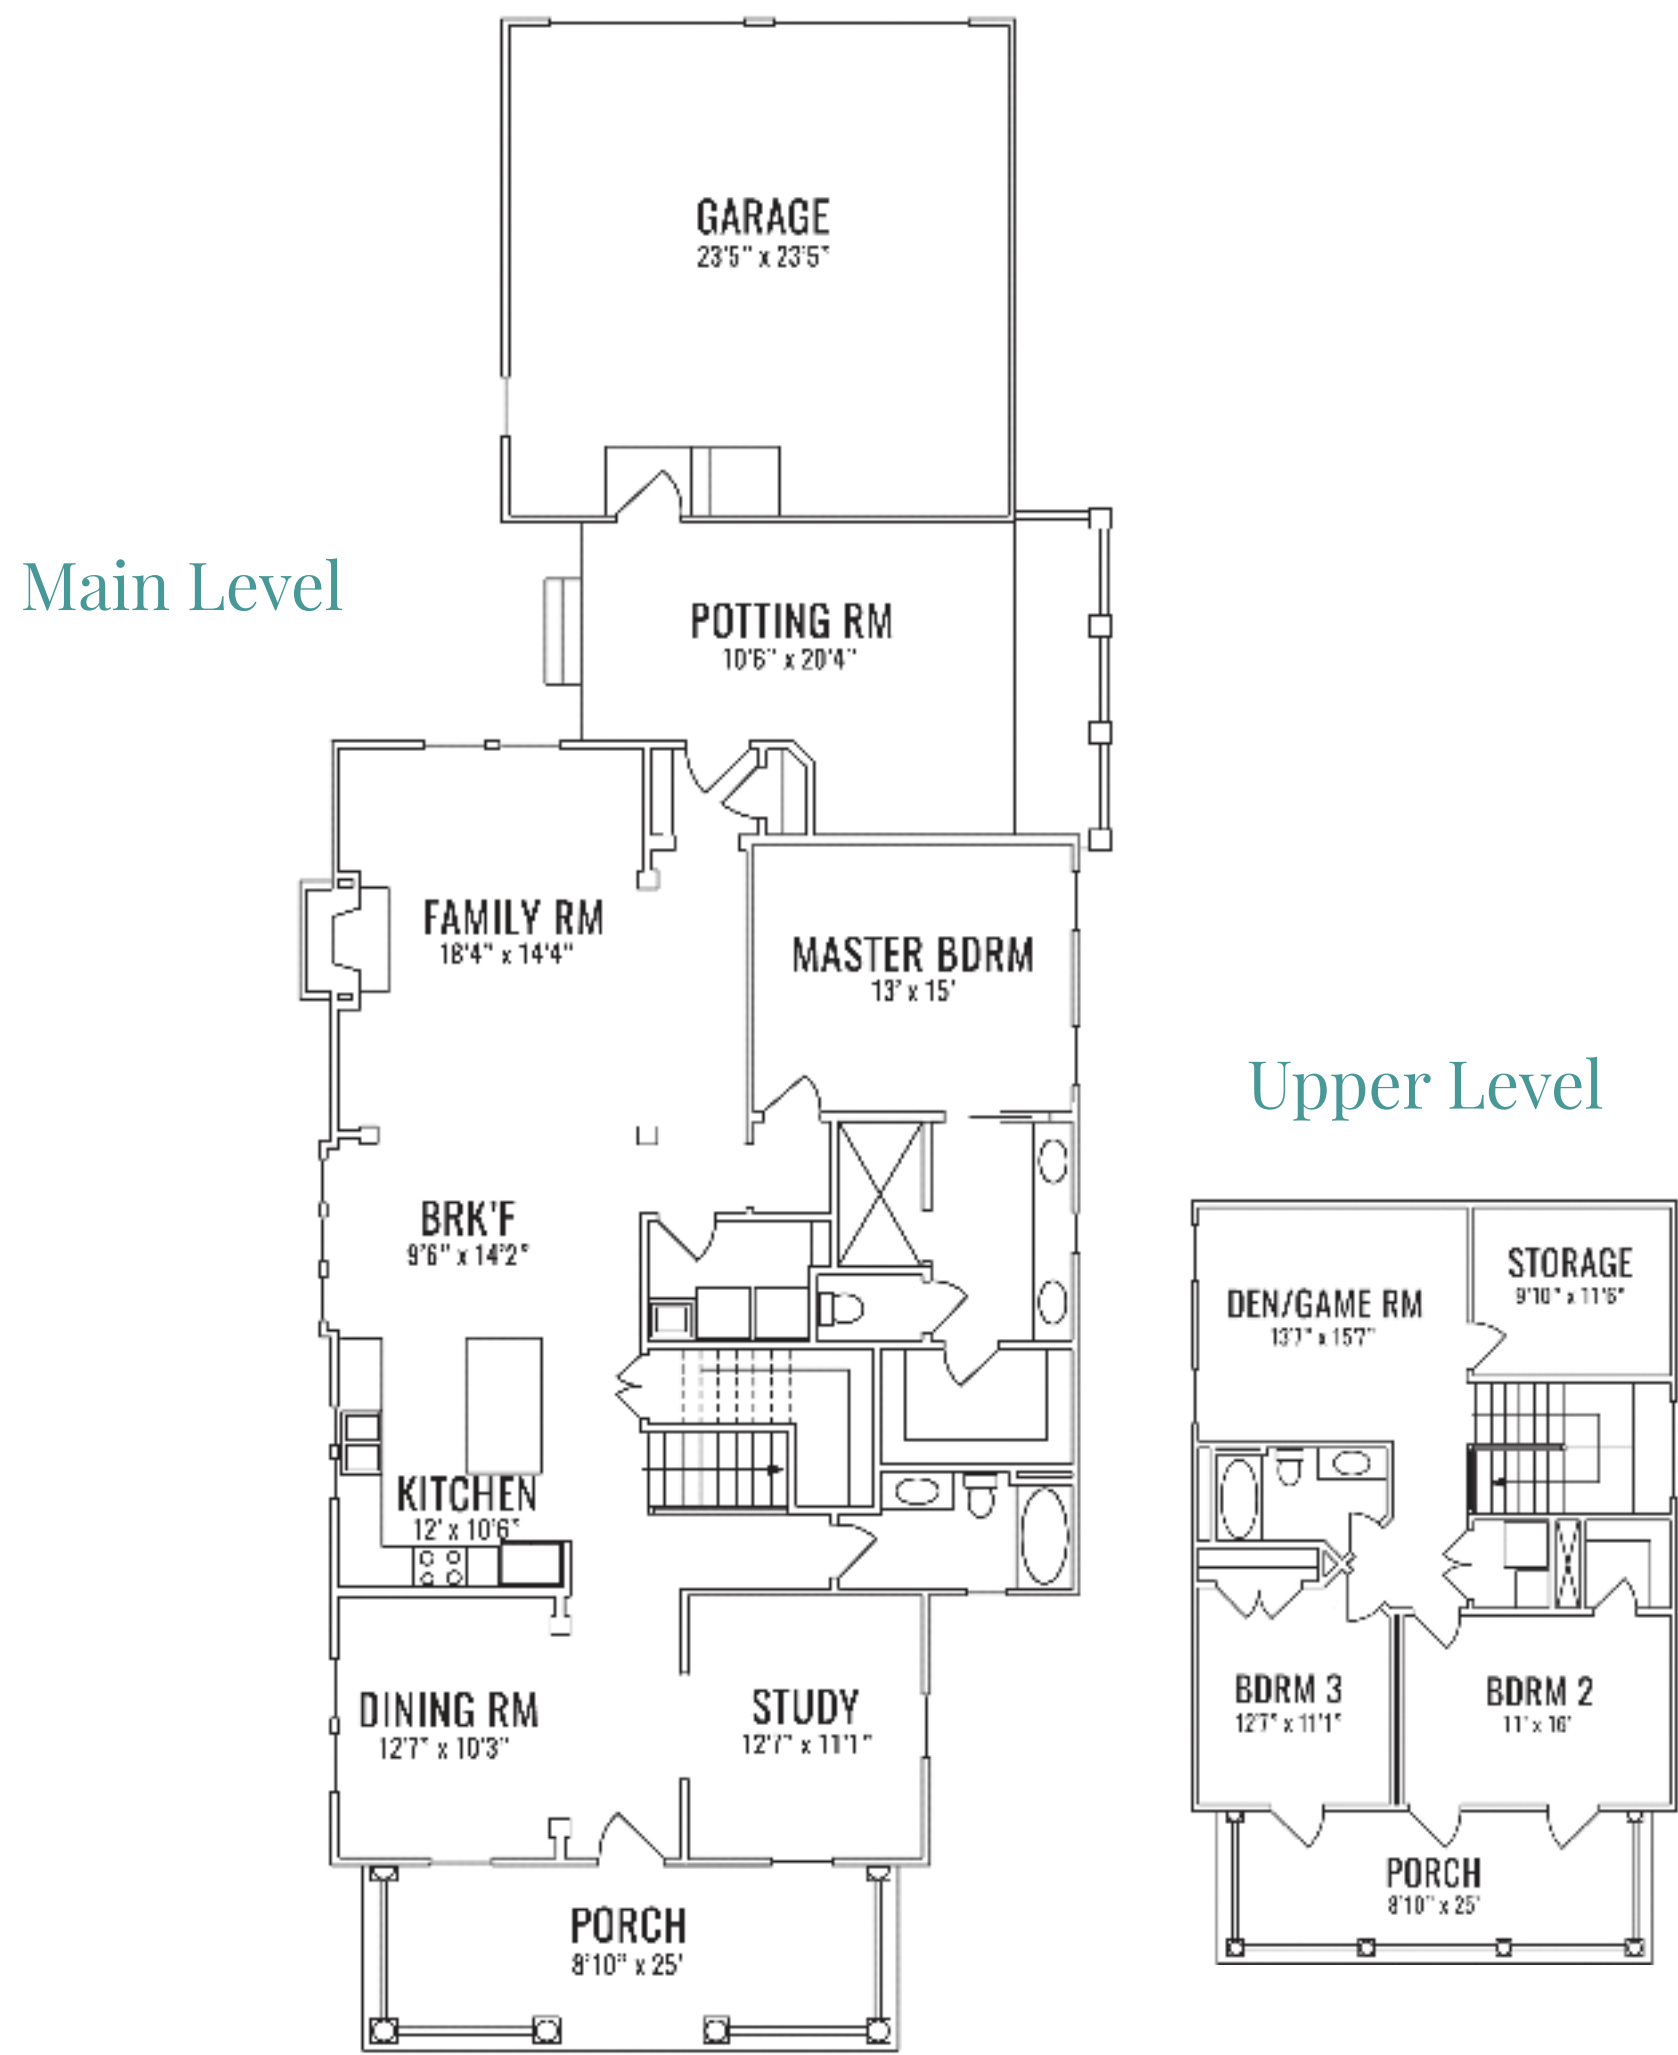 GARAGE
23'5" x 23'5"
Main Level
POTTING RM
10'6" x 20'4"
FAMILY RM
18'4" x 14'4"
MASTER BDRM
13' x 15'
BRK'F
9'6" x 14'2"
KITCHEN
12' x 10'6"
DINING RM
12'7" x 10'3"
STUDY
12'7" x 11'1"
PORCH
8'10" x 25'
Upper Level
STORAGE
9'10" x 11'6"
DEN/GAME RM
13'7" x 15'7"
BDRM 3
12'7" x 11'1"
BDRM 2
11' x 16'
PORCH
8'10" x 25'